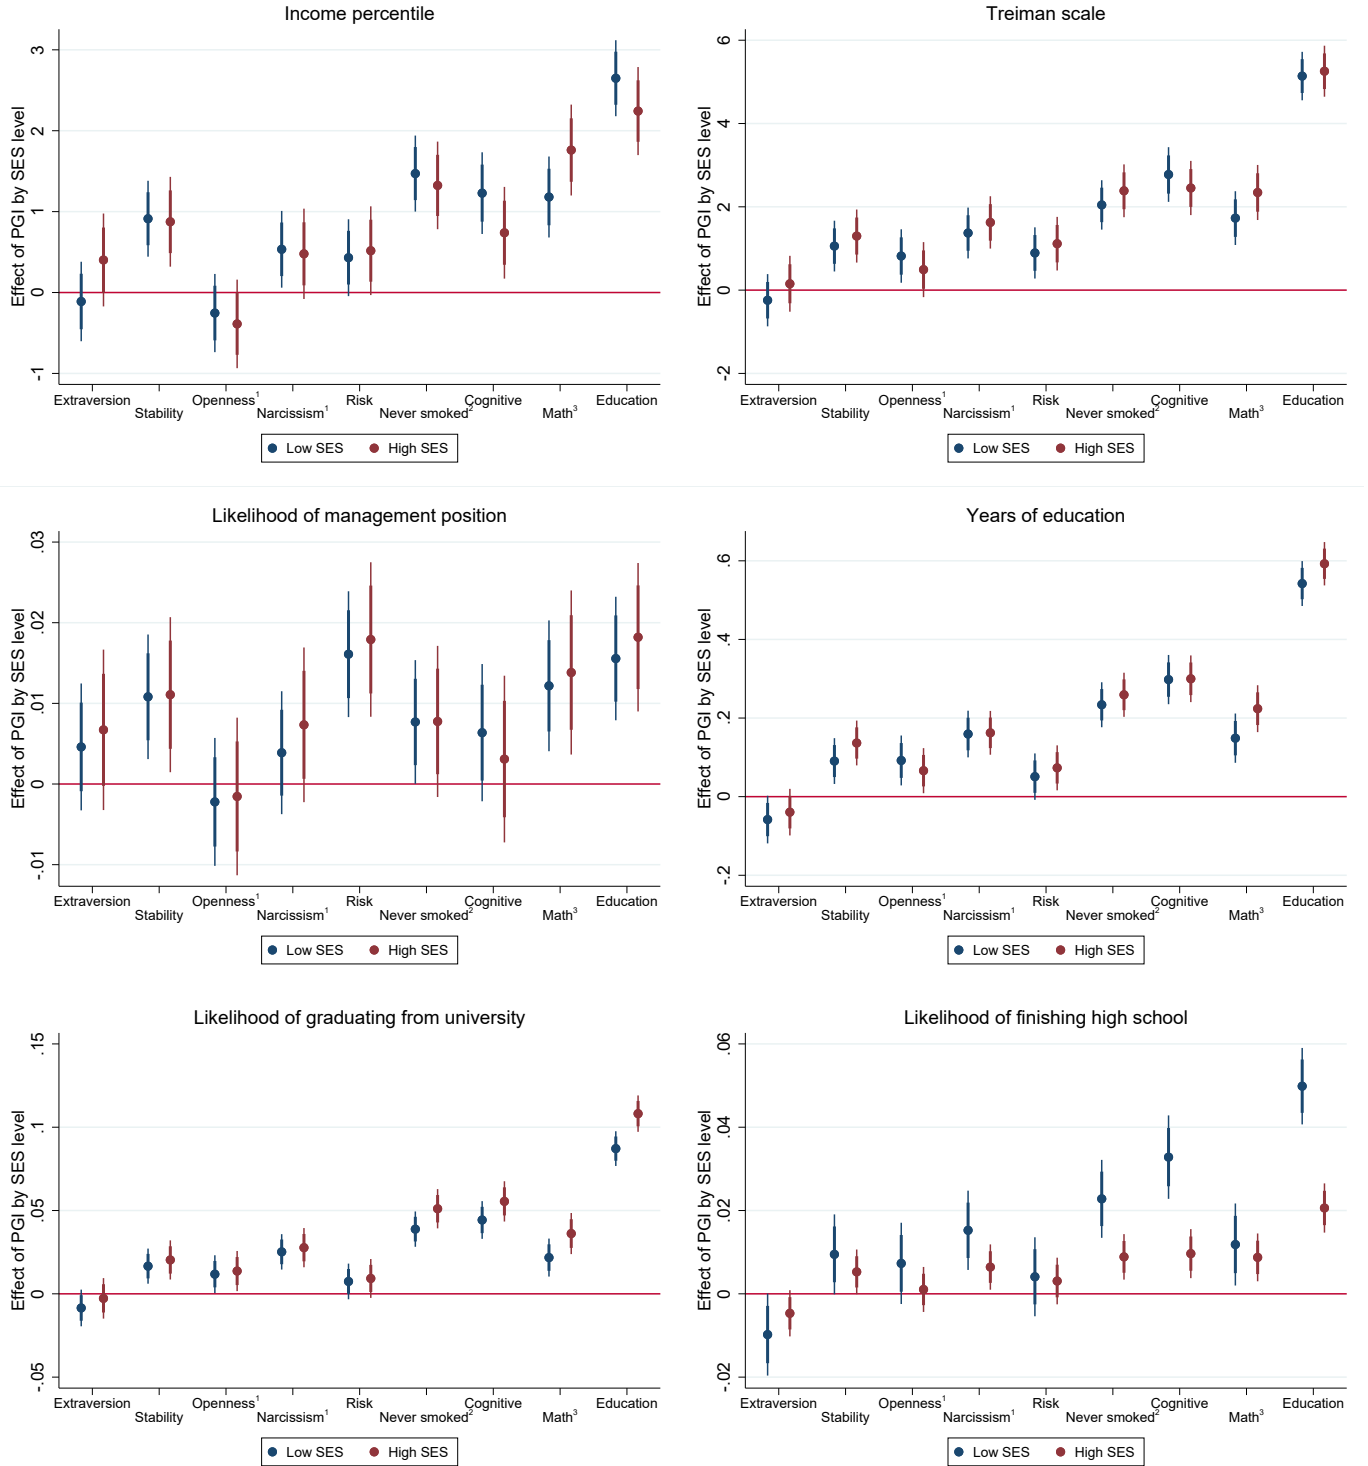 Income percentile
Effect of PGI by SES level
3
2
1
0
-1
Extraversion
Stability
Openness¹
Narcissism¹
Risk
Never smoked²
Cognitive
Math³
Education
Low SES
High SES
Treiman scale
Effect of PGI by SES level
6
4
2
0
-2
Extraversion
Stability
Openness¹
Narcissism¹
Risk
Never smoked²
Cognitive
Math³
Education
Low SES
High SES
Likelihood of management position
Effect of PGI by SES level
.03
.02
.01
0
-.01
Extraversion
Stability
Openness¹
Narcissism¹
Risk
Never smoked²
Cognitive
Math³
Education
Low SES
High SES
Years of education
Effect of PGI by SES level
.6
.4
.2
0
-.2
Extraversion
Stability
Openness¹
Narcissism¹
Risk
Never smoked²
Cognitive
Math³
Education
Low SES
High SES
Likelihood of graduating from university
Effect of PGI by SES level
.15
.1
.05
0
-.05
Extraversion
Stability
Openness¹
Narcissism¹
Risk
Never smoked²
Cognitive
Math³
Education
Low SES
High SES
Likelihood of finishing high school
Effect of PGI by SES level
.06
.04
.02
0
-.02
Extraversion
Stability
Openness¹
Narcissism¹
Risk
Never smoked²
Cognitive
Math³
Education
Low SES
High SES